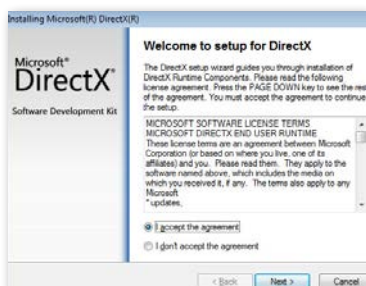 Installing Microsoft(R) DirectX(R)
Microsoft®
DirectX®
Software Development Kit
Welcome to setup for DirectX
The DirectX setup wizard guides you through installation of
DirectX Runtime Components. Please read the following
license agreement. Press the PAGE DOWN key to see the res
of the agreement. You must accept the agreement to continue
the setup.
MICROSOFT SOFTWARE LICENSE TERMS
MICROSOFT DIRECTX END USER RUNTIME
These license terms are an agreement between Microsoft
Corporation (or based on where you live, one of its
affiliates) and you. Please read them. They apply to the
software named above, which includes the media on
which you received it, if any. The terms also apply to any
Microsoft
* updates,
I accept the agreement
I don't accept the agreement
< Back
Next >
Cancel